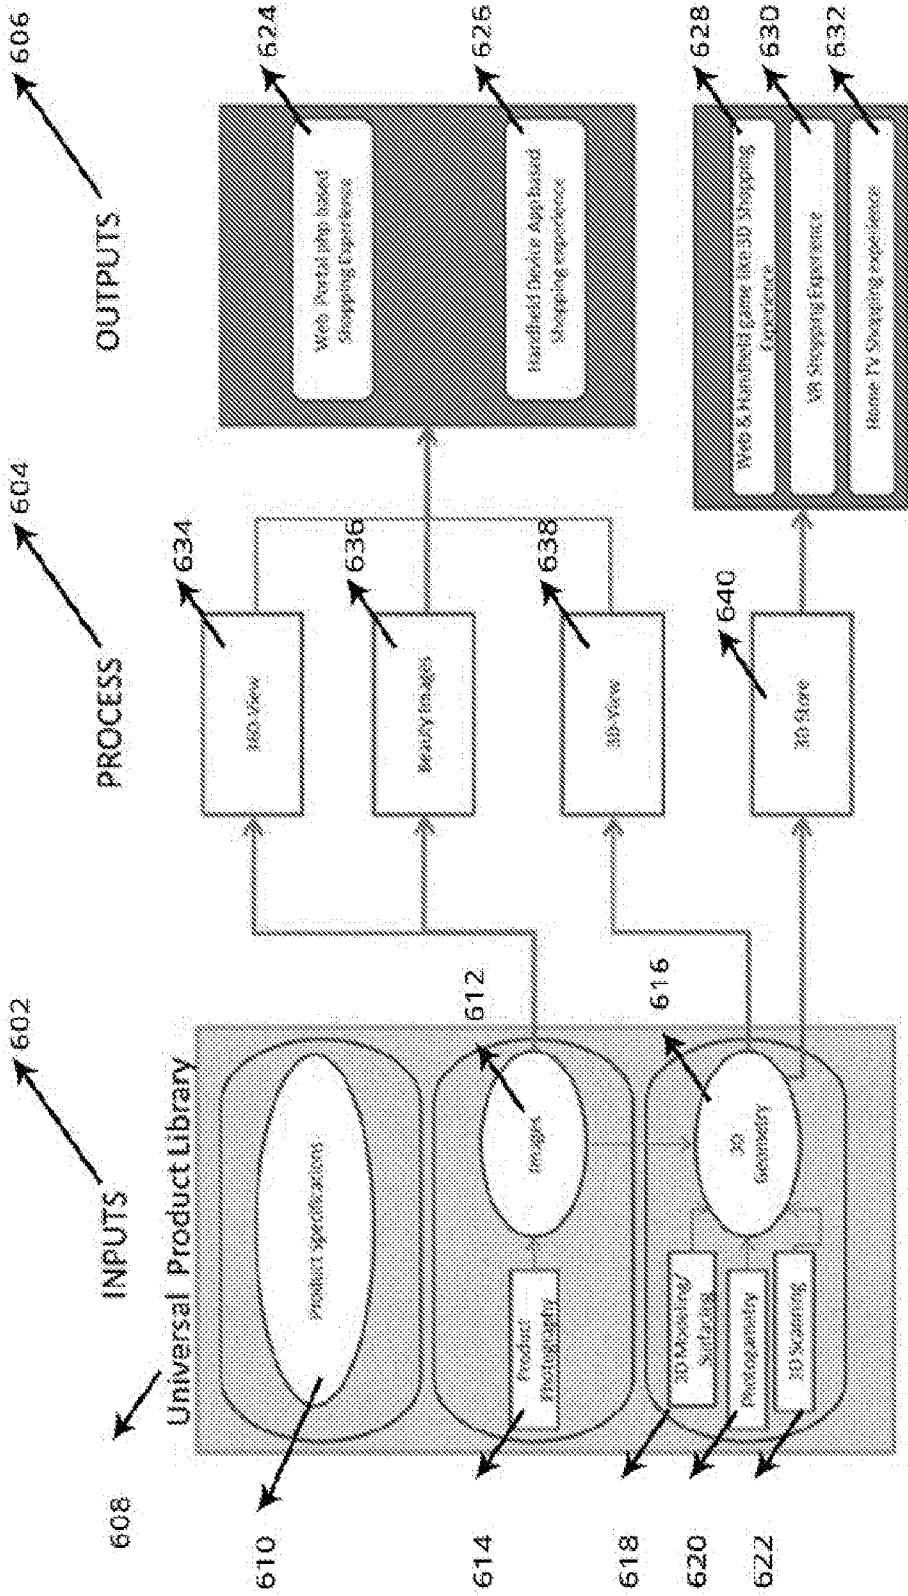 602
604
606
INPUTS
PROCESS
OUTPUTS
608
Universal Product Library
610
Product specifications
614
Product
Photography
Images
612
618
3D Modeling/
Surfacing
620
Photogametry
622
3D Scanning
3D
Geometry
616
360-View
634
Beauty Images
636
3D-View
638
3D Store
640
Web Portal php based
Shopping Experience
624
Handheld Device App based
Shopping experience
626
Web & Handheld game like 3D Shopping
Experience
628
VR Shopping Experience
630
Home TV Shopping experience
632